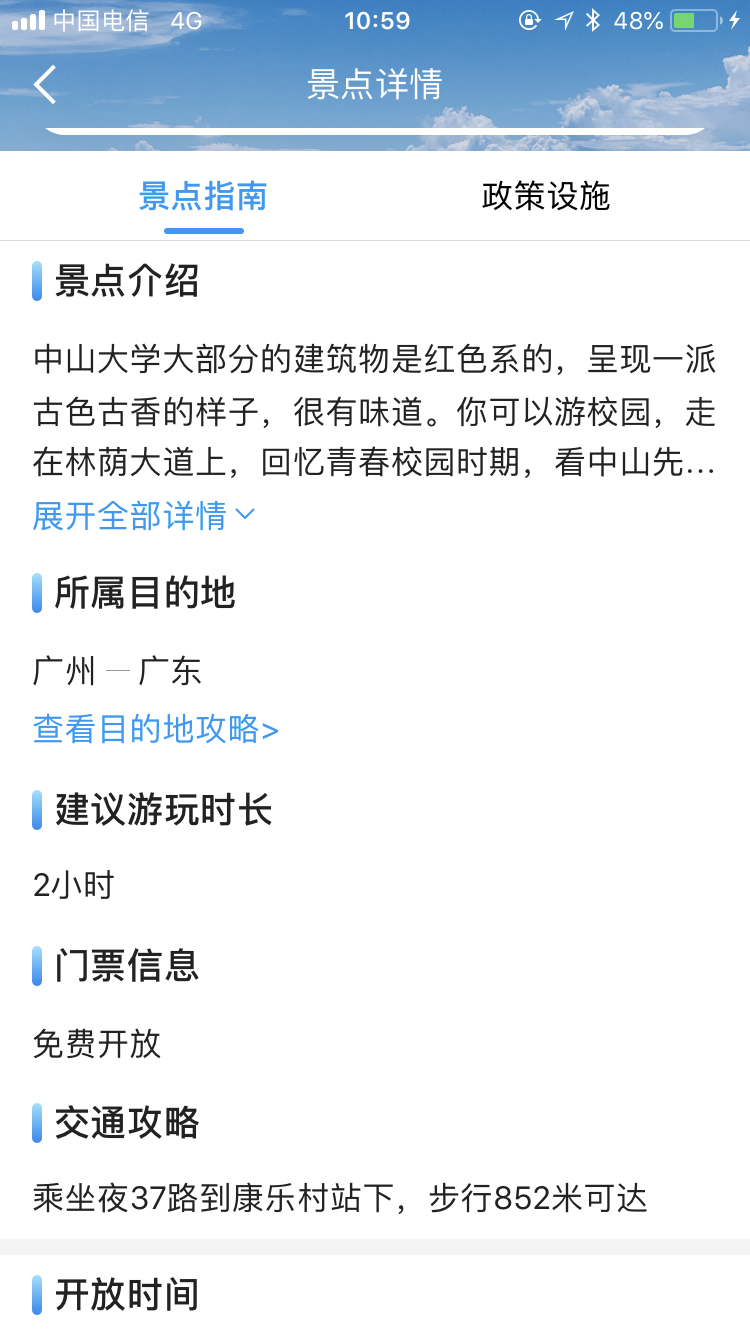 中国电信 4G 10:59 48%
景点详情
景点指南 政策设施
景点介绍
中山大学大部分的建筑物是红色系的，呈现一派
古色古香的样子，很有味道。你可以游校园，走
在林荫大道上，回忆青春校园时期，看中山先...
展开全部详情
所属目的地
广州 — 广东
查看目的地攻略>
建议游玩时长
2小时
门票信息
免费开放
交通攻略
乘坐夜37路到康乐村站下，步行852米可达
开放时间